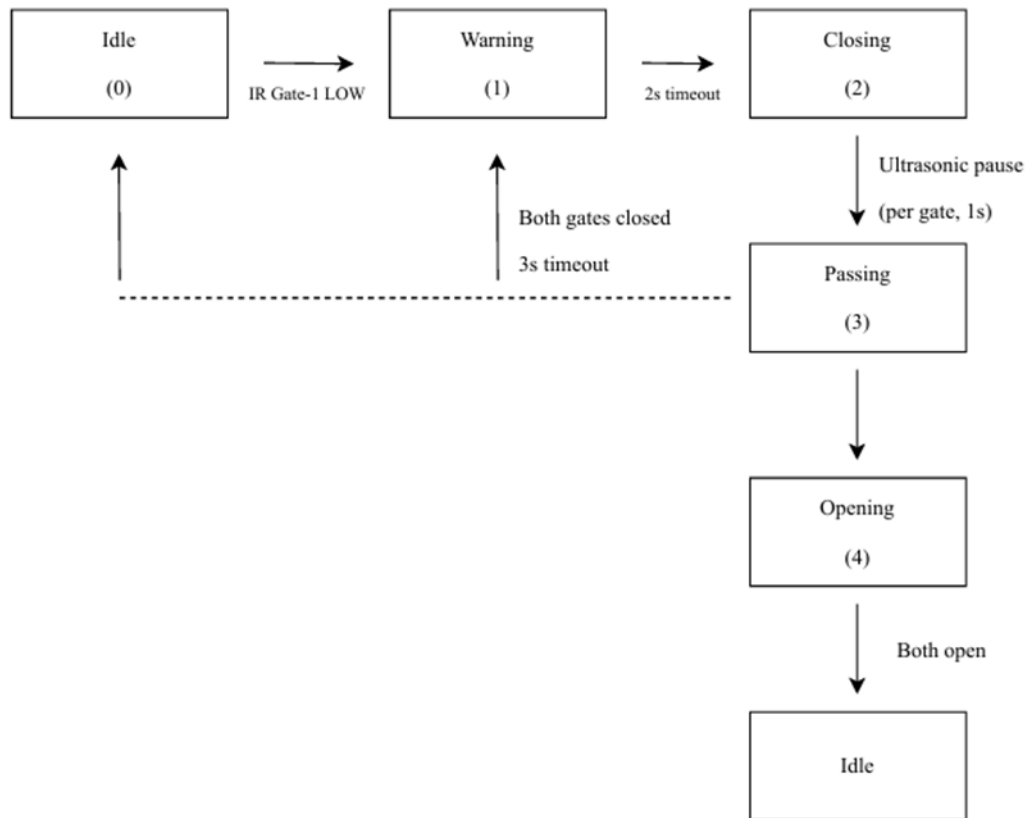 Idle
(0)
IR Gate-1 LOW
Warning
(1)
2s timeout
Closing
(2)
Ultrasonic pause
(per gate, 1s)
Both gates closed
3s timeout
Passing
(3)
Opening
(4)
Both open
Idle